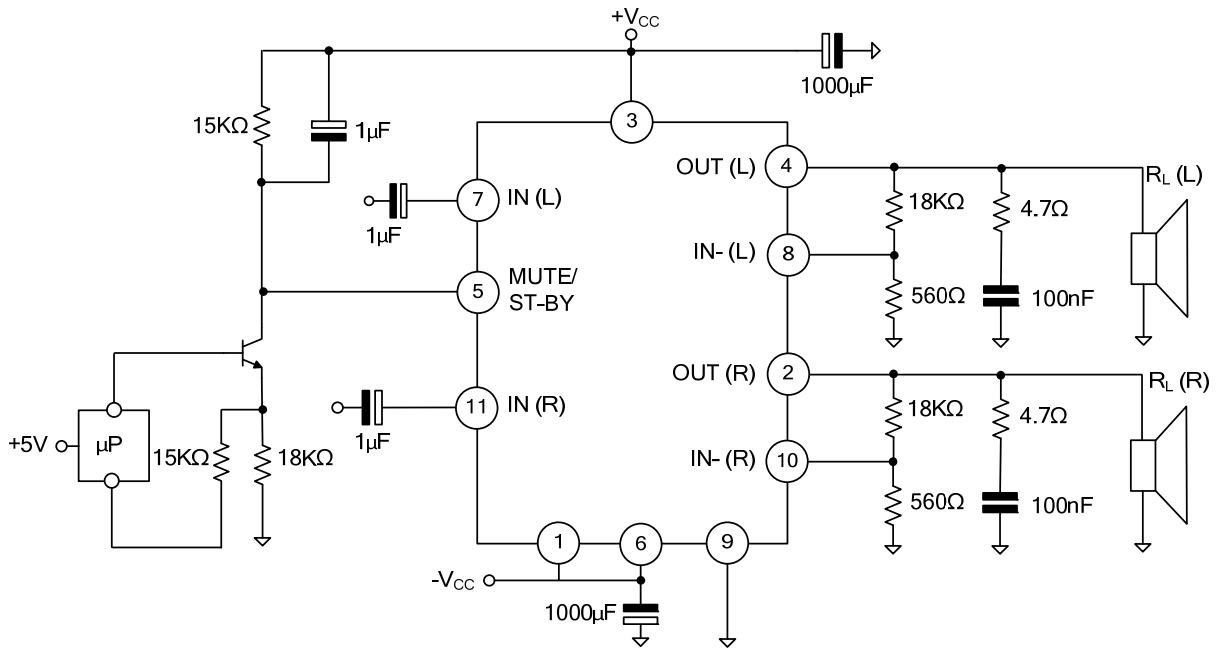 +VCC
1000µF
15KΩ
1µF
3
OUT (L)
4
RL (L)
7
IN (L)
1µF
18KΩ
4.7Ω
IN- (L)
8
5
MUTE/
ST-BY
560Ω
100nF
OUT (R)
2
RL (R)
11
IN (R)
1µF
18KΩ
4.7Ω
+5V
µP
15KΩ
18KΩ
IN- (R)
10
560Ω
100nF
1
6
9
-VCC
1000µF